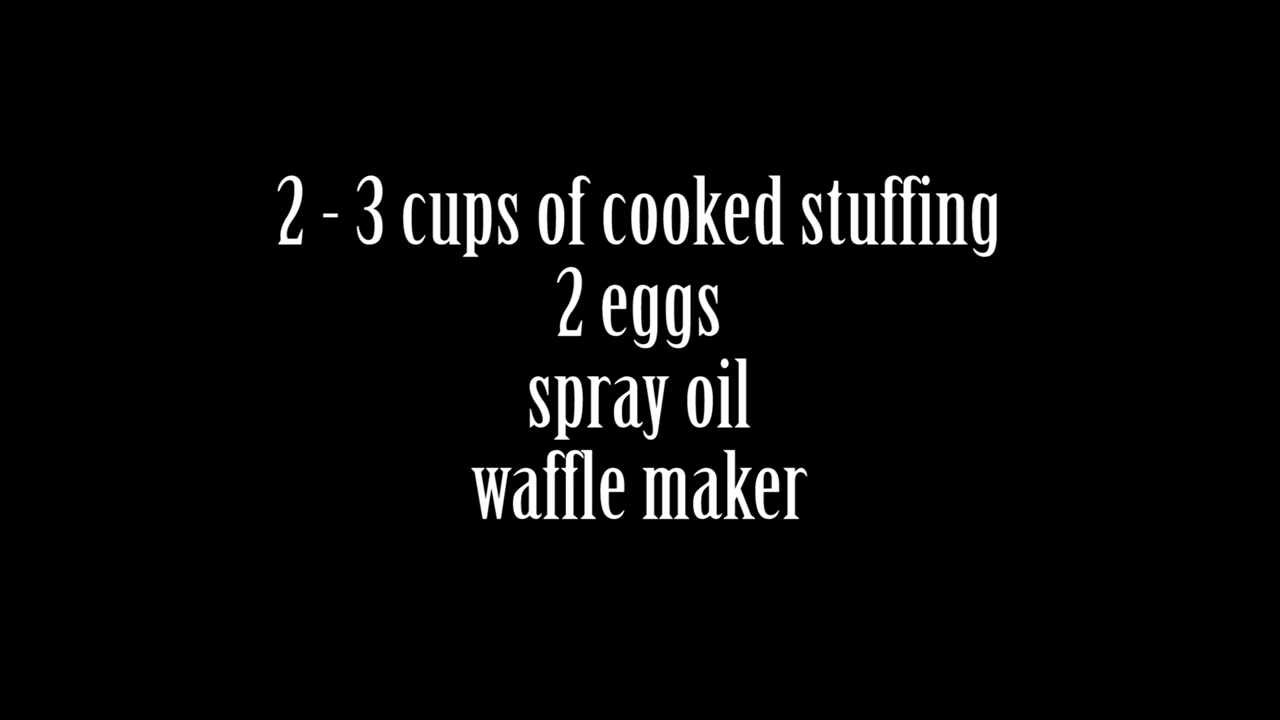 2 - 3 cups of cooked stuffing
2 eggs
spray oil
waffle maker